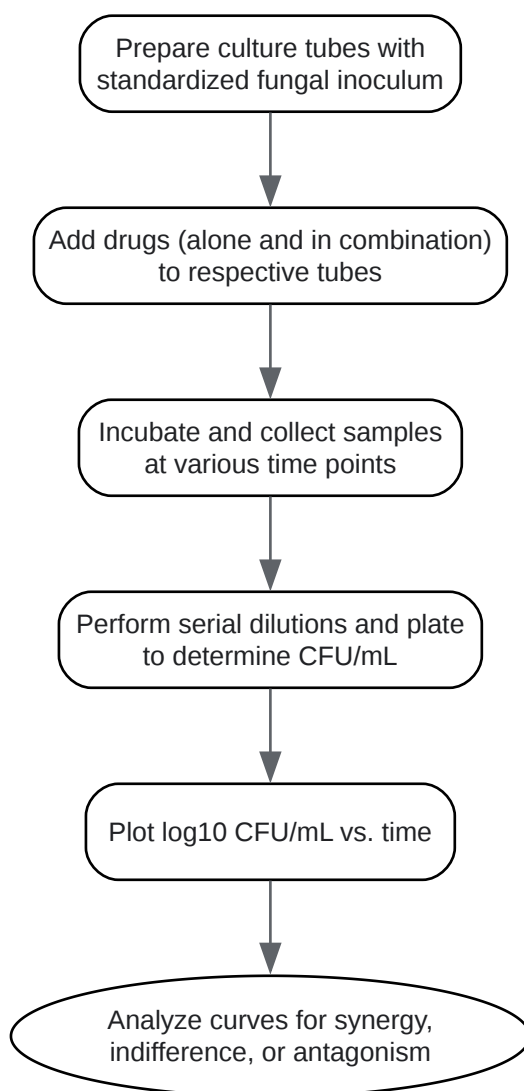 Prepare culture tubes with
standardized fungal inoculum
Add drugs (alone and in combination)
to respective tubes
Incubate and collect samples
at various time points
Perform serial dilutions and plate
to determine CFU/mL
Plot log10 CFU/mL vs. time
Analyze curves for synergy,
indifference, or antagonism